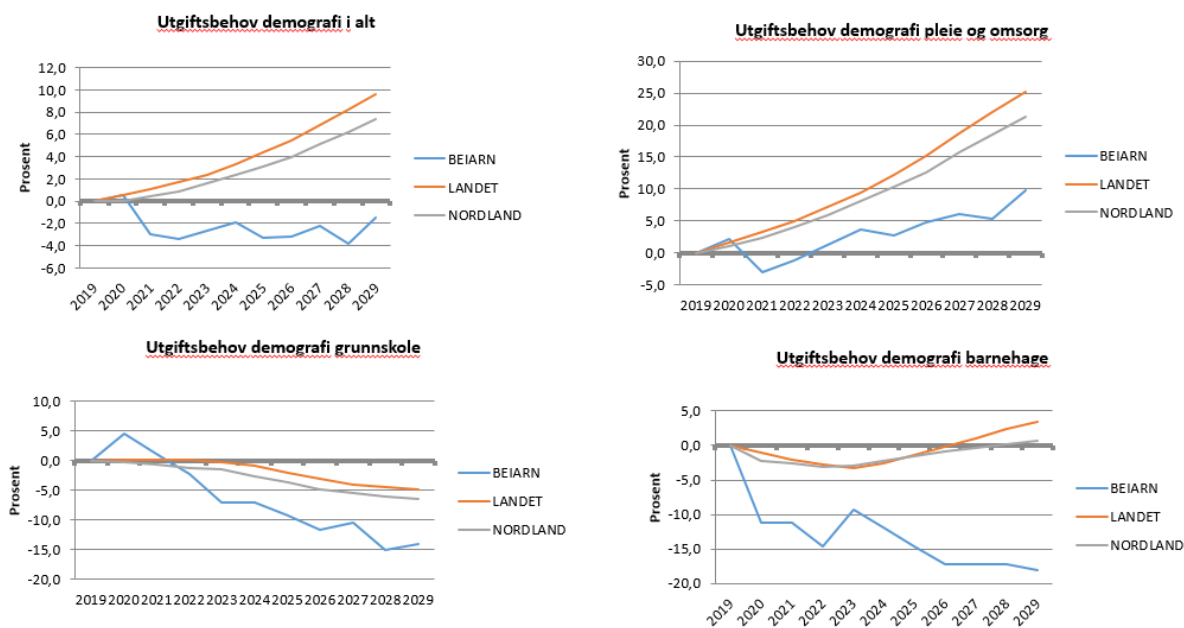 Utgiftsbehov demografi i alt
12,0
10,0
8,0
6,0
4,0
2,0
0,0
-2,0
-4,0
-6,0
Prosent
2019 2020 2021 2022 2023 2024 2025 2026 2027 2028 2029
BEIARN
LANDET
NORDLAND
Utgiftsbehov demografi pleie og omsorg
30,0
25,0
20,0
15,0
10,0
5,0
0,0
-5,0
Prosent
2019 2020 2021 2022 2023 2024 2025 2026 2027 2028 2029
BEIARN
LANDET
NORDLAND
Utgiftsbehov demografi grunnskole
10,0
5,0
0,0
-5,0
-10,0
-15,0
-20,0
Prosent
2019 2020 2021 2022 2023 2024 2025 2026 2027 2028 2029
BEIARN
LANDET
NORDLAND
Utgiftsbehov demografi barnehage
5,0
0,0
-5,0
-10,0
-15,0
-20,0
Prosent
2019 2020 2021 2022 2023 2024 2025 2026 2027 2028 2029
BEIARN
LANDET
NORDLAND